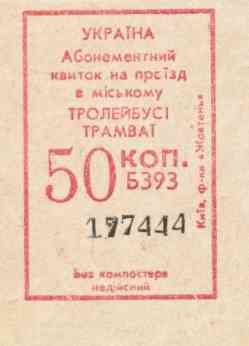 УКРАЇНА
Абонементний
квиток на проїзд
в міському
ТРОЛЕЙБУСІ
ТРАМВАЇ
50 КОП.
Б393
177444
Без компостера
недійсний
Київ, ф-ка «Жовтень»